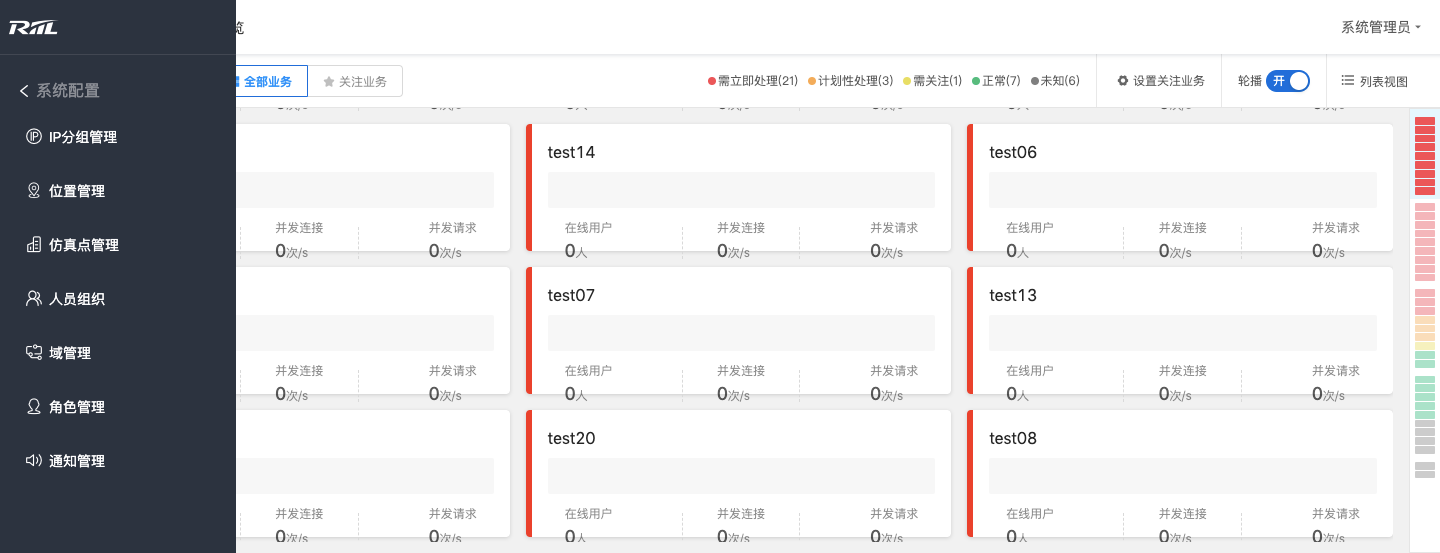 RIIL
览
系统管理员
系统配置
IP分组管理
位置管理
仿真点管理
人员组织
域管理
角色管理
通知管理
全部业务
关注业务
需立即处理(21) 计划性处理(3) 需关注(1) 正常(7) 未知(6)
设置关注业务
轮播 开
列表视图
test14
test06
并发连接 并发请求 在线用户 并发连接 并发请求 在线用户 并发连接 并发请求
0次/s 0次/s 0人 0次/s 0次/s 0人 0次/s 0次/s
test07
test13
并发连接 并发请求 在线用户 并发连接 并发请求 在线用户 并发连接 并发请求
0次/s 0次/s 0人 0次/s 0次/s 0人 0次/s 0次/s
test20
test08
并发连接 并发请求 在线用户 并发连接 并发请求 在线用户 并发连接 并发请求
0次/s 0次/s 0人 0次/s 0次/s 0人 0次/s 0次/s